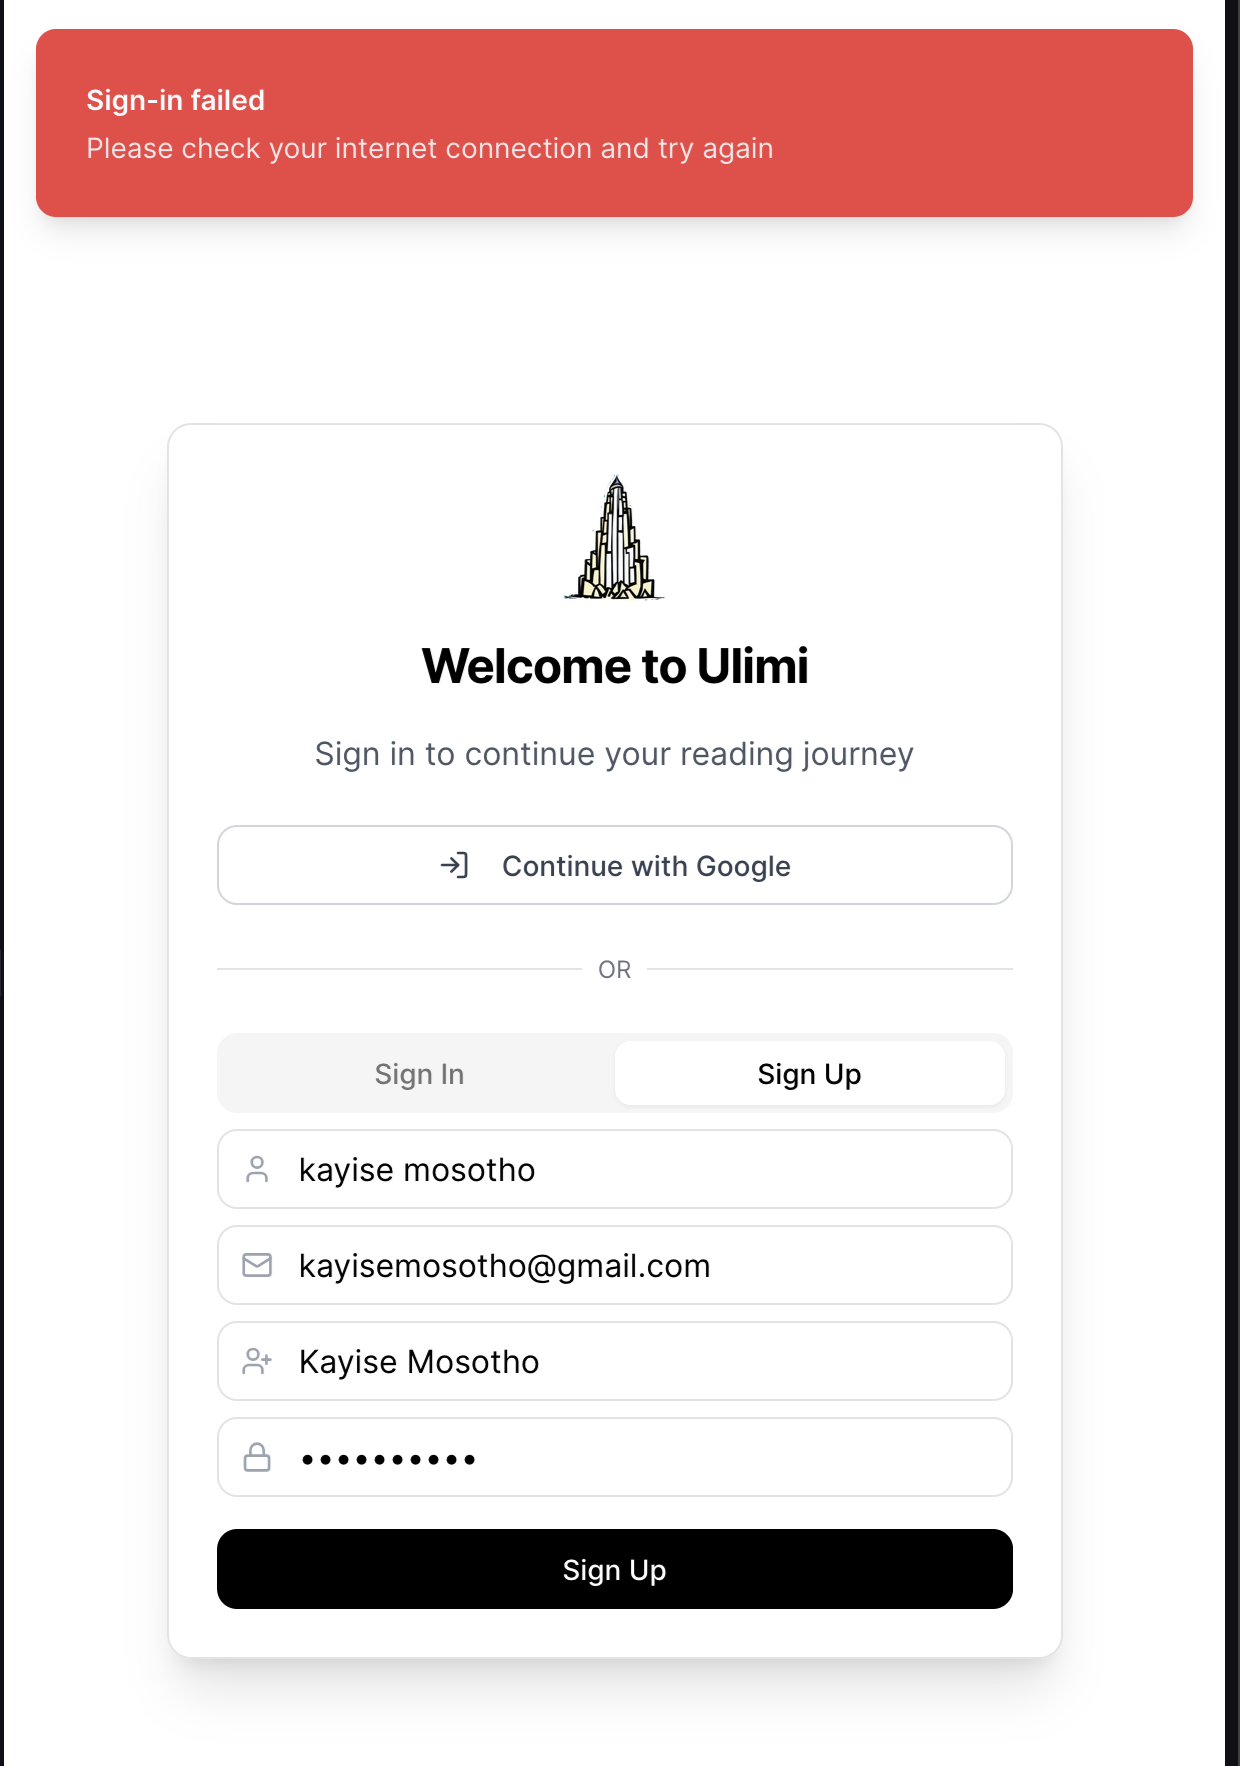 Sign-in failed
Please check your internet connection and try again
Welcome to Ulimi
Sign in to continue your reading journey
Continue with Google
OR
Sign In
Sign Up
kayise mosotho
kayisemosotho@gmail.com
Kayise Mosotho
••••••••••
Sign Up